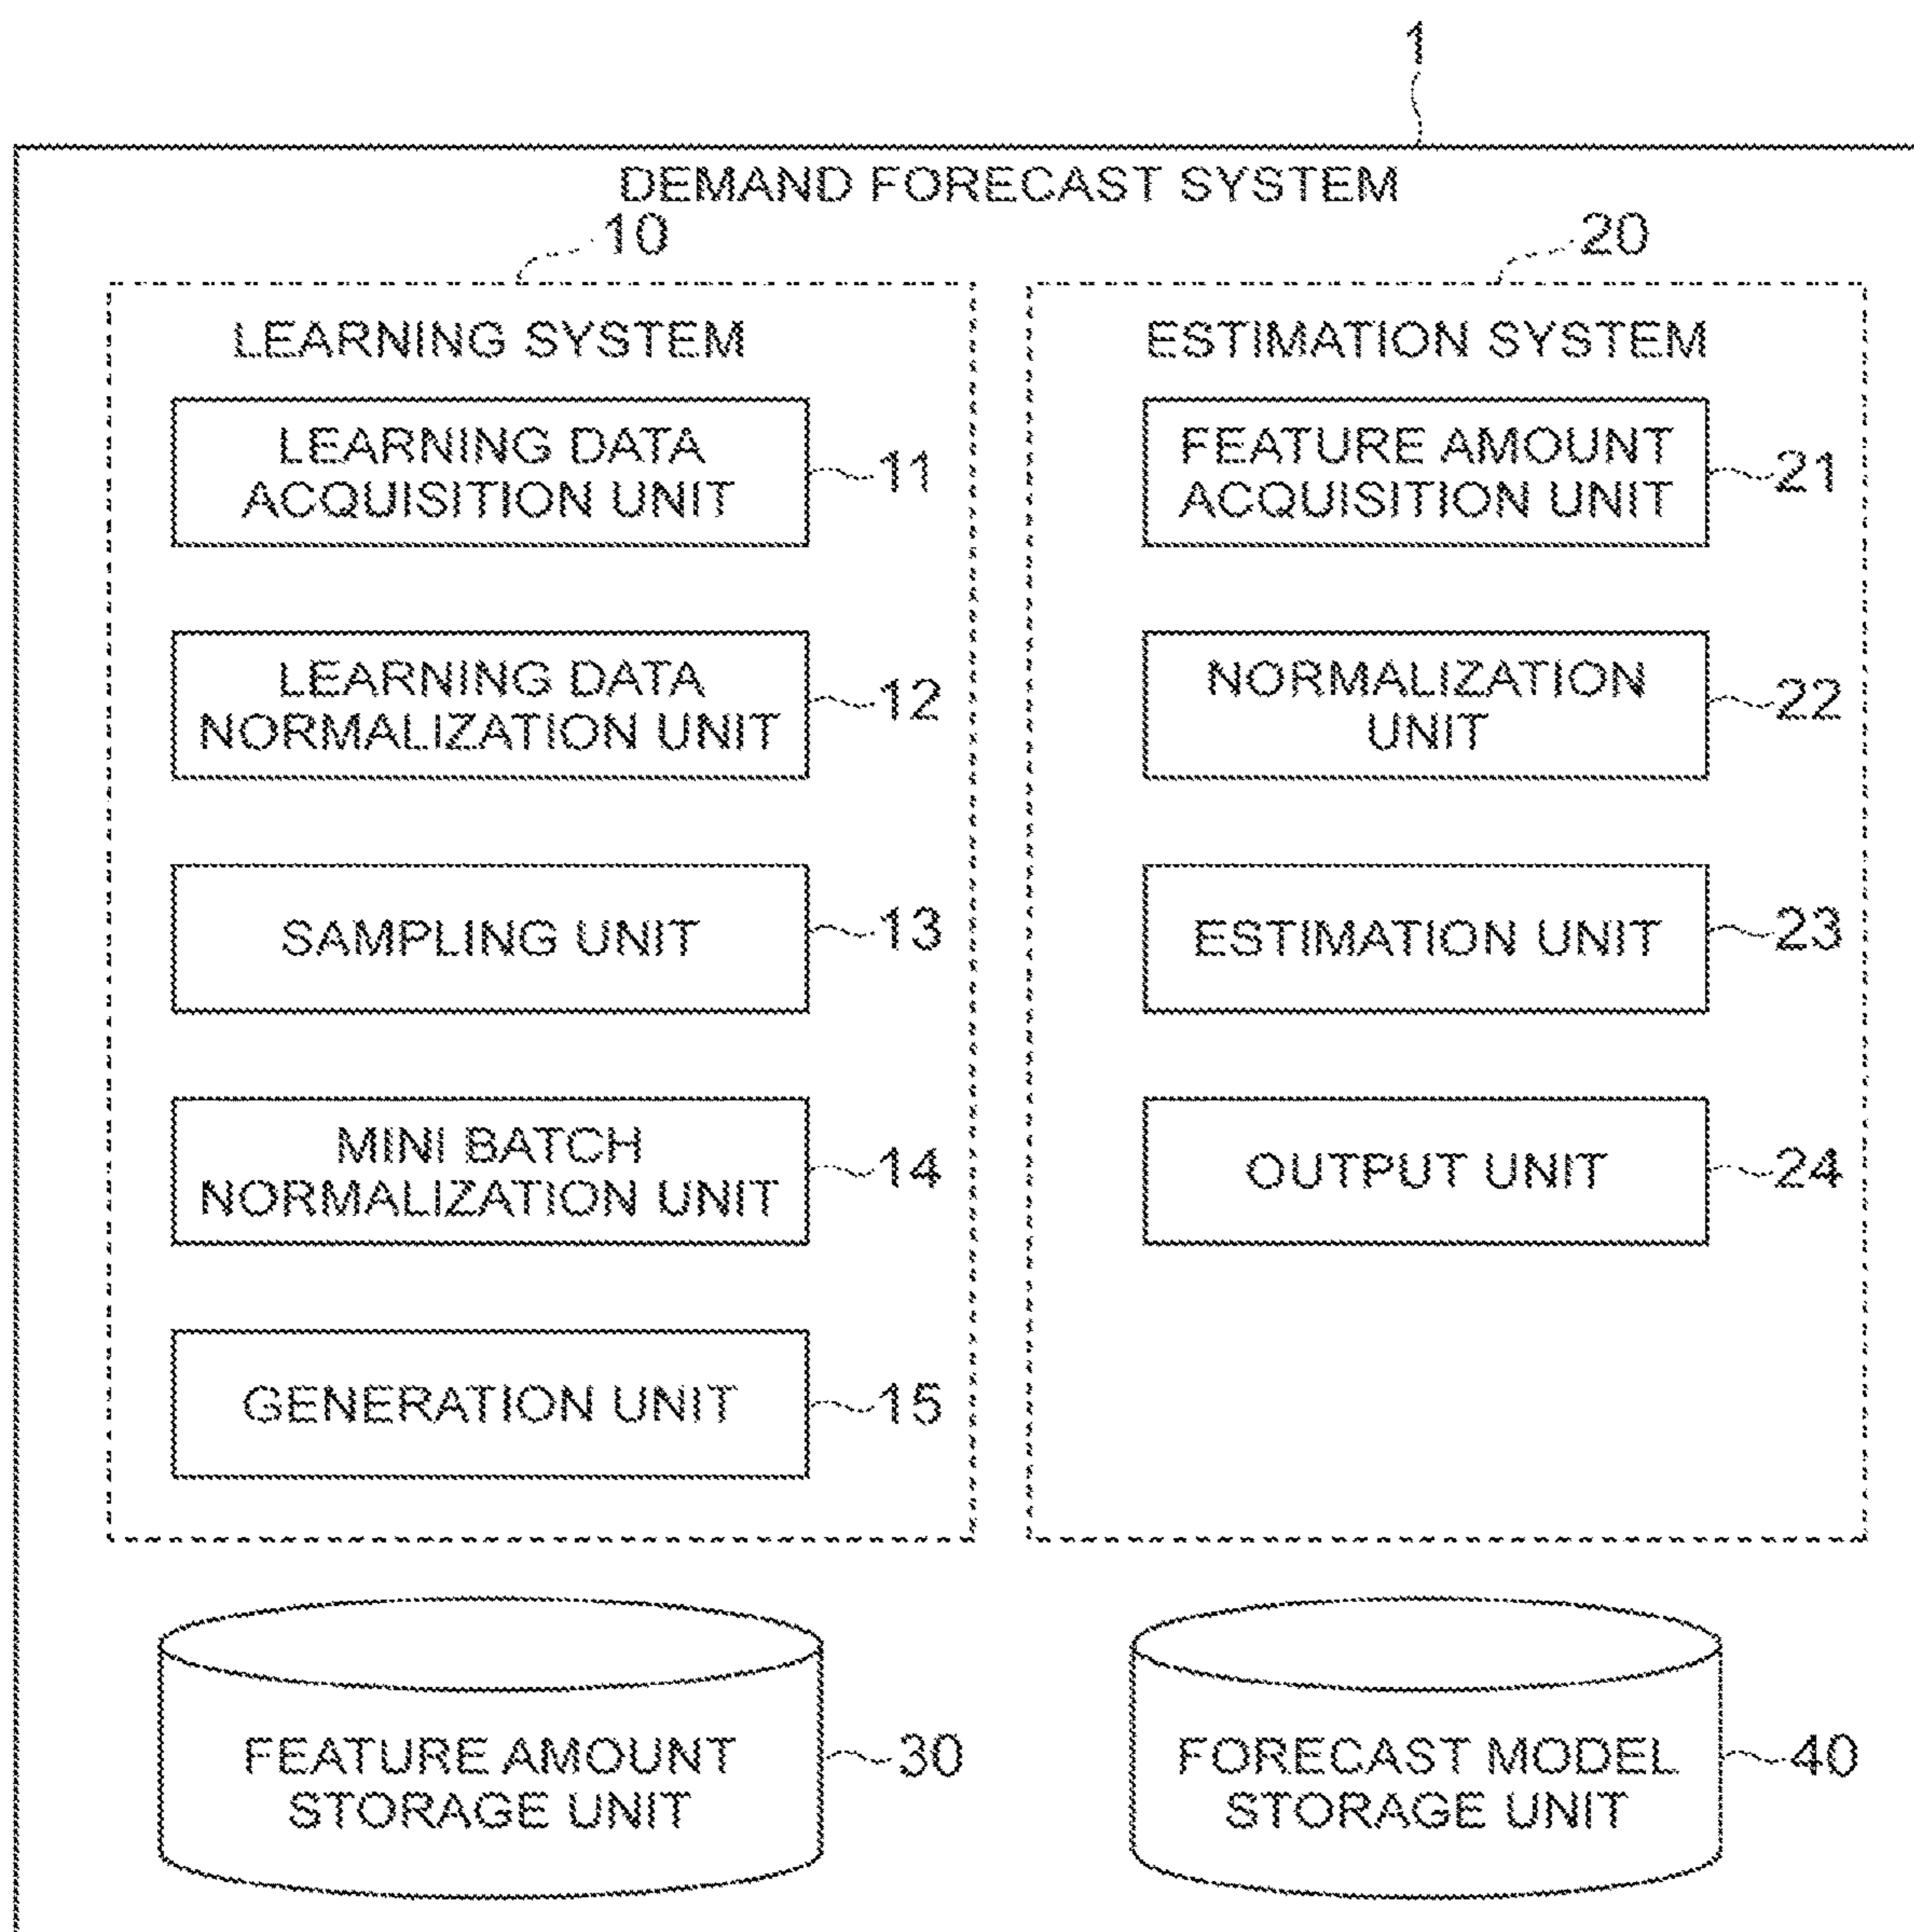 1
DEMAND FORECAST SYSTEM
10
LEARNING SYSTEM
LEARNING DATA
ACQUISITION UNIT
11
LEARNING DATA
NORMALIZATION UNIT
12
SAMPLING UNIT
13
MINI BATCH
NORMALIZATION UNIT
14
GENERATION UNIT
15
20
ESTIMATION SYSTEM
FEATURE AMOUNT
ACQUISITION UNIT
21
NORMALIZATION
UNIT
22
ESTIMATION UNIT
23
OUTPUT UNIT
24
FEATURE AMOUNT
STORAGE UNIT
30
FORECAST MODEL
STORAGE UNIT
40